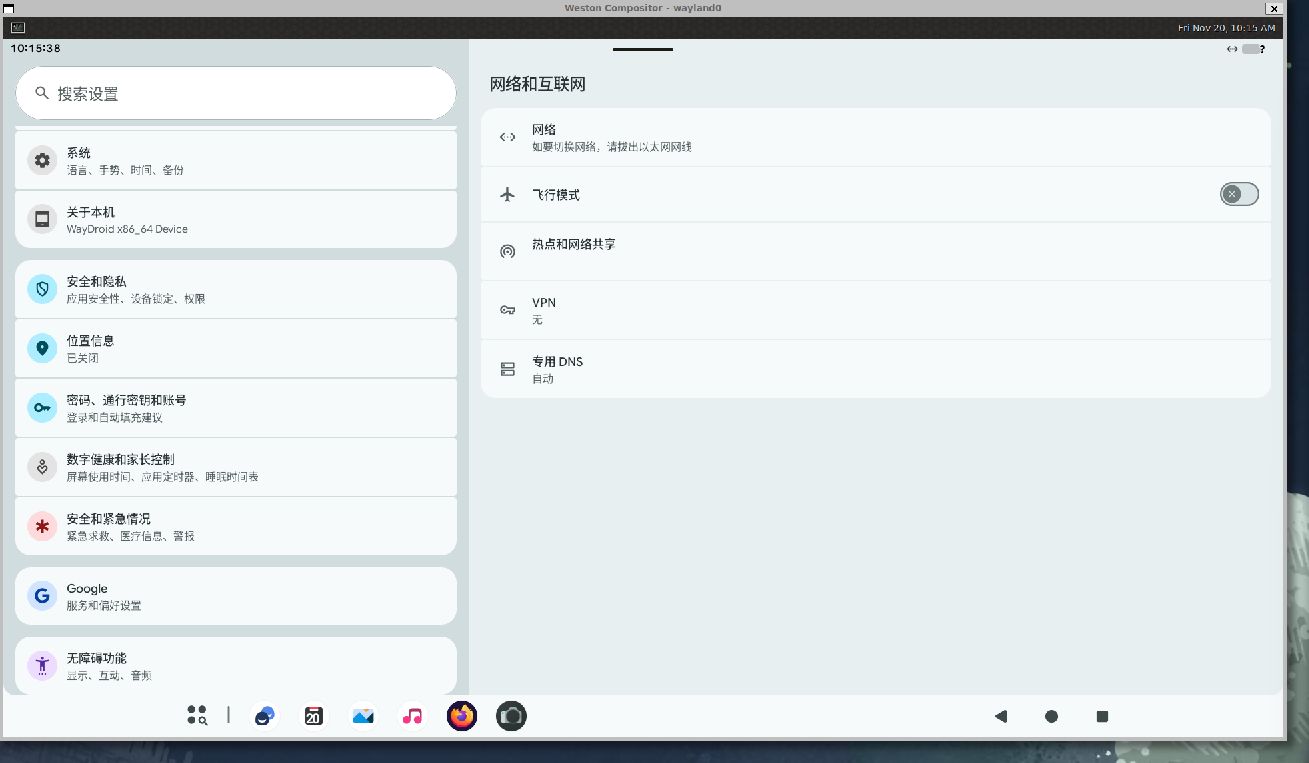 Weston Compositor - wayland0
Fri Nov 20, 10:15 AM
10:15:38
?
搜索设置
系统
语言、手势、时间、备份
关于本机
WayDroid x86_64 Device
安全和隐私
应用安全性、设备锁定、权限
位置信息
已关闭
密码、通行密钥和账号
登录和自动填充建议
数字健康和家长控制
屏幕使用时间、应用定时器、睡眠时间表
安全和紧急情况
紧急求救、医疗信息、警报
Google
服务和偏好设置
无障碍功能
显示、互动、音频
网络和互联网
网络
如要切换网络，请拔出以太网网线
飞行模式
热点和网络共享
VPN
无
专用 DNS
自动
20